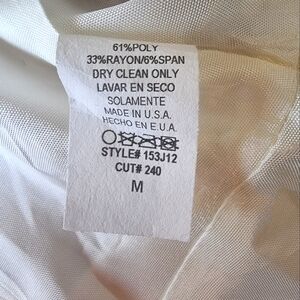 61%POLY
33%RAYON/6%SPAN
DRY CLEAN ONLY
LAVAR EN SECO
SOLAMENTE
MADE IN U.S.A.
HECHO EN E.U.A.
STYLE# 153J12
CUT# 240
M